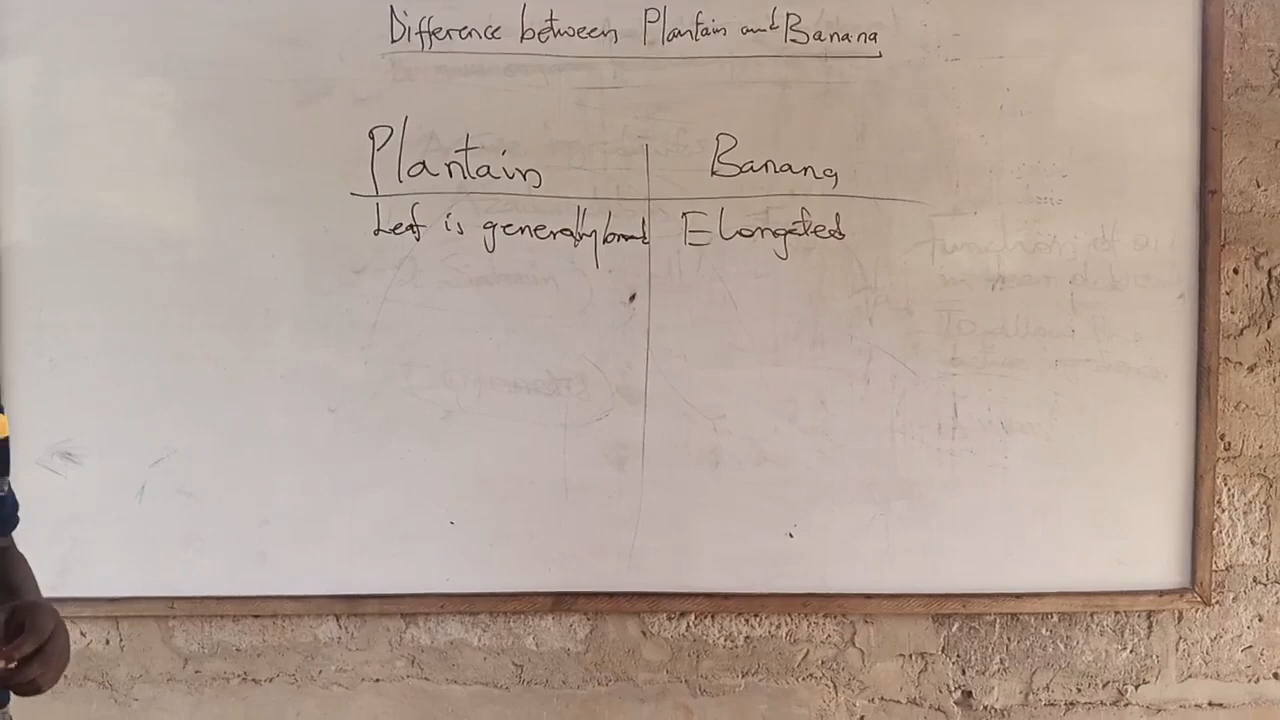 Difference between Plantain and Banana
Plantain Banana
Leaf is generally broad Elongated